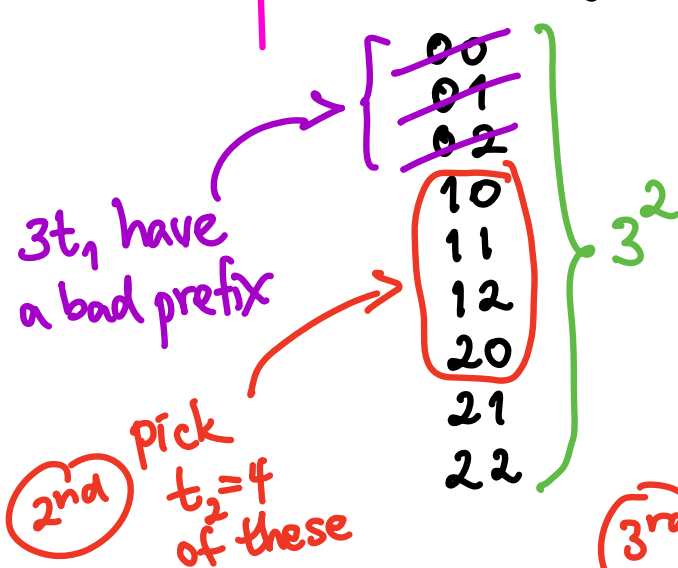 00
01
02
10
11
12
20
21
22
3²
3t₁ have
a bad prefix
2nd
pick
t₂=4
of these